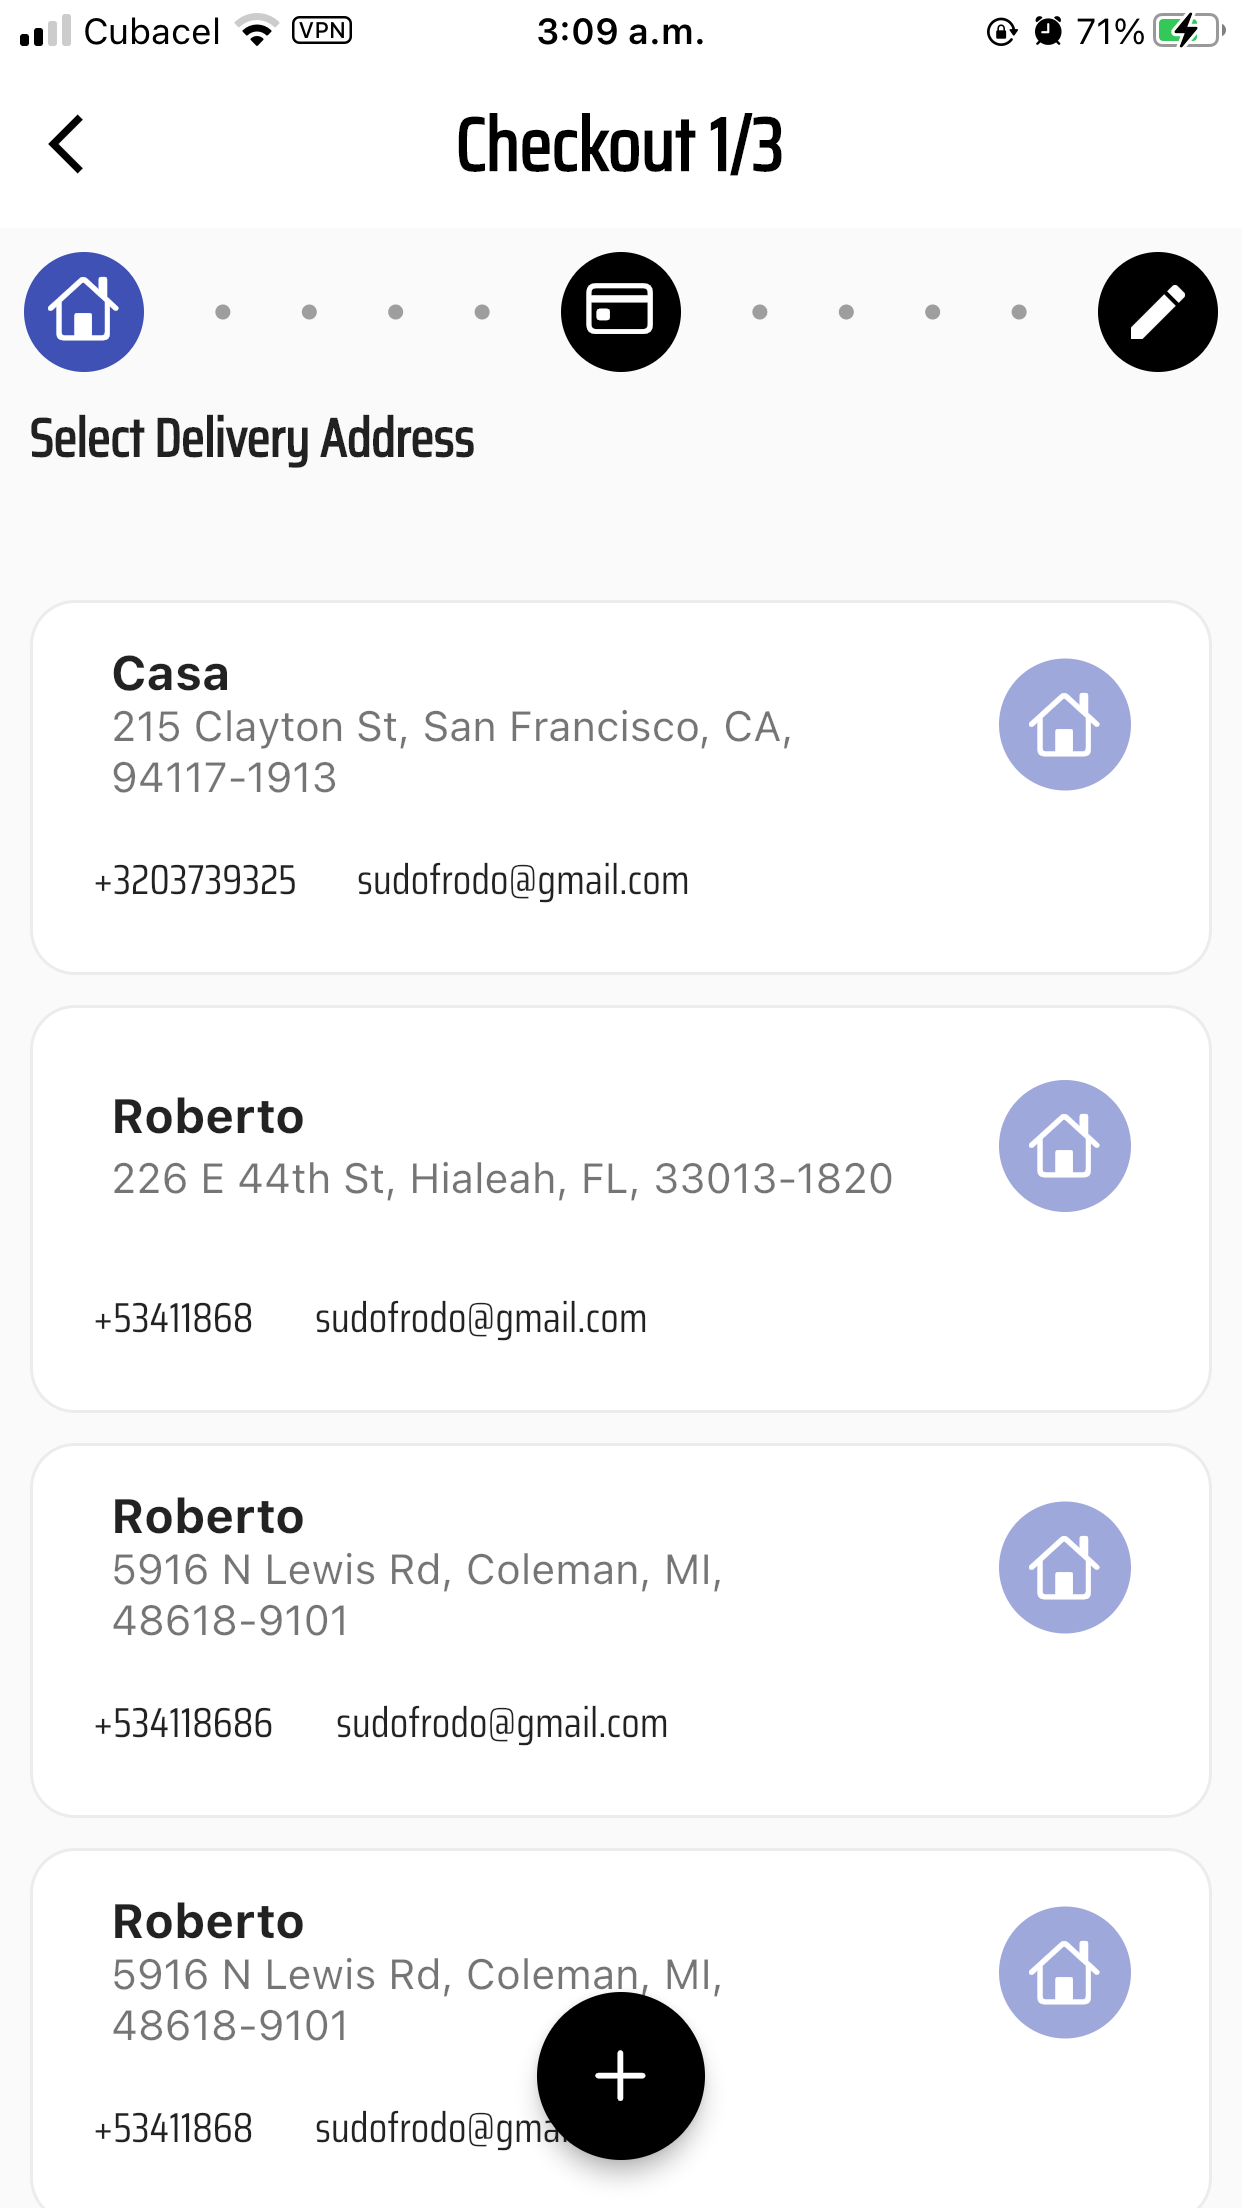 Cubacel VPN 3:09 a.m. 71%
Checkout 1/3
Select Delivery Address
Casa
215 Clayton St, San Francisco, CA,
94117-1913
+3203739325 sudofrodo@gmail.com
Roberto
226 E 44th St, Hialeah, FL, 33013-1820
+53411868 sudofrodo@gmail.com
Roberto
5916 N Lewis Rd, Coleman, MI,
48618-9101
+534118686 sudofrodo@gmail.com
Roberto
5916 N Lewis Rd, Coleman, MI,
48618-9101
+53411868 sudofrodo@gma